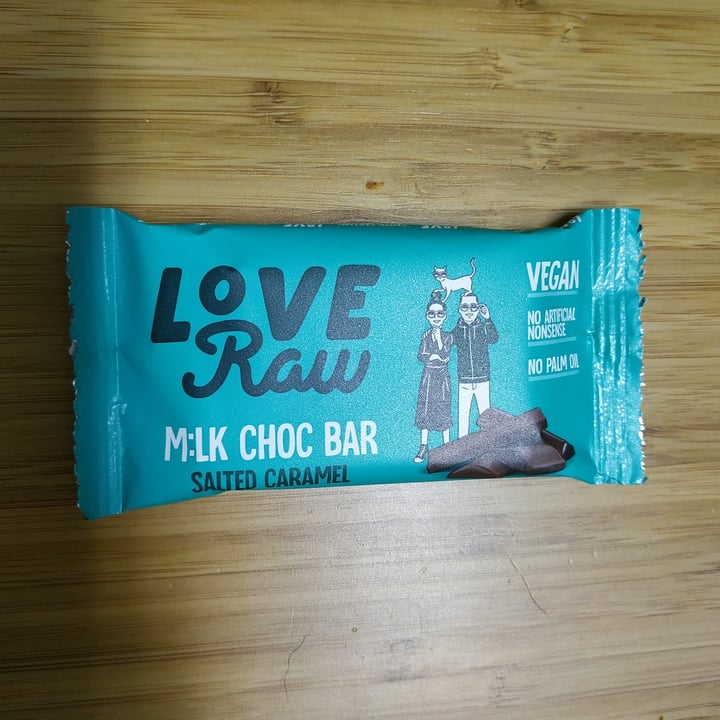 LOVE
Raw
M:LK CHOC BAR
SALTED CARAMEL
VEGAN
NO ARTIFICIAL
NONSENSE
NO PALM OIL